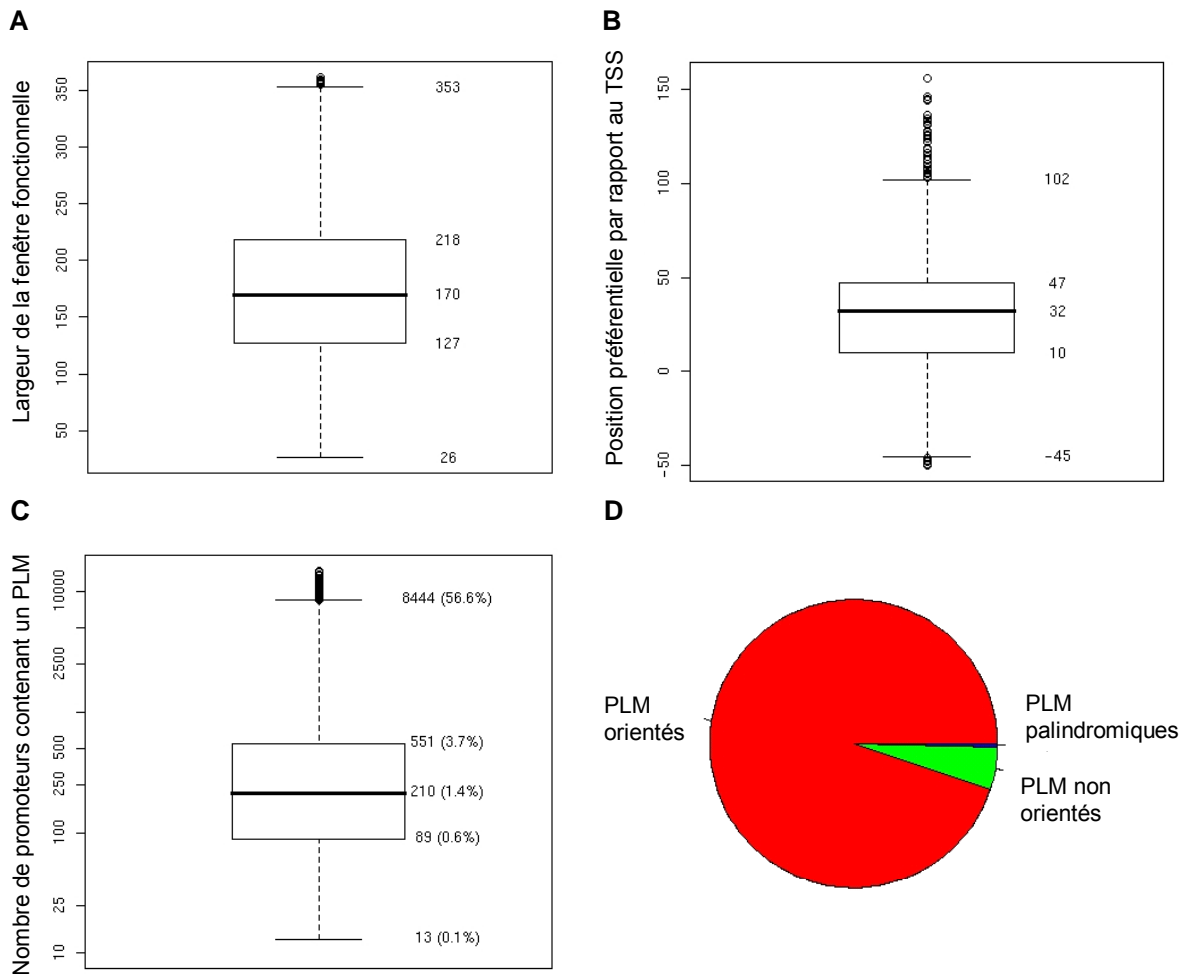 A
Largeur de la fenêtre fonctionnelle
350
300
250
200
150
100
50
353
218
170
127
26
B
Position préférentielle par rapport au TSS
150
100
50
0
-50
102
47
32
10
-45
C
Nombre de promoteurs contenant un PLM
10000
2500
500
250
100
25
10
8444 (56.6%)
551 (3.7%)
210 (1.4%)
89 (0.6%)
13 (0.1%)
D
PLM
orientés
PLM
palindromiques
PLM non
orientés